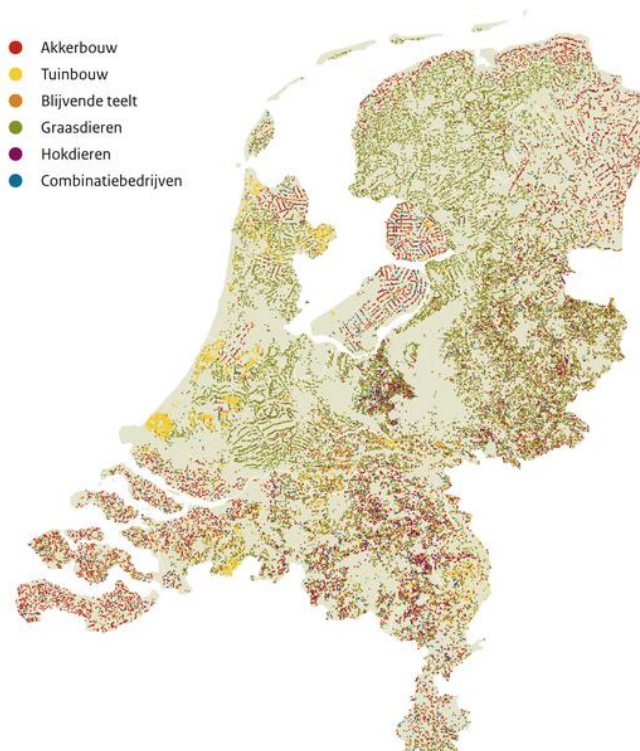 Akkerbouw
Tuinbouw
Blijvende teelt
Graasdieren
Hokdieren
Combinatiebedrijven